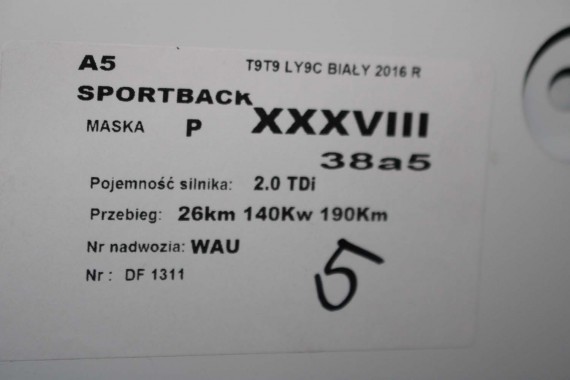 A5 T9T9 LY9C BIAŁY 2016 R
SPORTBACK
MASKA P XXXVIII
38a5
Pojemność silnika: 2.0 TDi
Przebieg: 26km 140Kw 190Km
Nr nadwozia: WAU
Nr : DF 1311
5